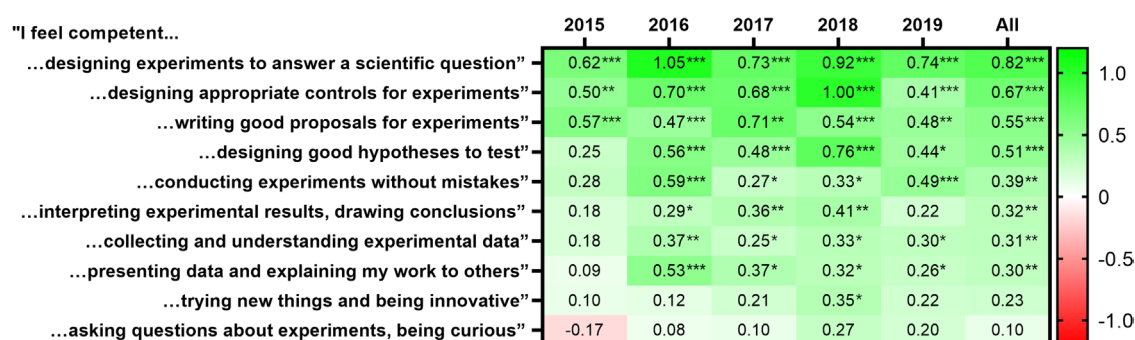 2015 2016 2017 2018 2019 All
"I feel competent...
...designing experiments to answer a scientific question” 0.62*** 1.05*** 0.73*** 0.92*** 0.74*** 0.82***
...designing appropriate controls for experiments” 0.50** 0.70*** 0.68*** 1.00*** 0.41*** 0.67***
...writing good proposals for experiments” 0.57*** 0.47*** 0.71** 0.54*** 0.48** 0.55***
...designing good hypotheses to test” 0.25 0.56*** 0.48*** 0.76*** 0.44* 0.51***
...conducting experiments without mistakes” 0.28 0.59*** 0.27* 0.33* 0.49*** 0.39**
...interpreting experimental results, drawing conclusions” 0.18 0.29* 0.36** 0.41** 0.22 0.32**
...collecting and understanding experimental data” 0.18 0.37** 0.25* 0.33* 0.30* 0.31**
...presenting data and explaining my work to others” 0.09 0.53*** 0.37* 0.32* 0.26* 0.30**
...trying new things and being innovative” 0.10 0.12 0.21 0.35* 0.22 0.23
...asking questions about experiments, being curious” -0.17 0.08 0.10 0.27 0.20 0.10
1.0
0.5
0
-0.5
-1.0